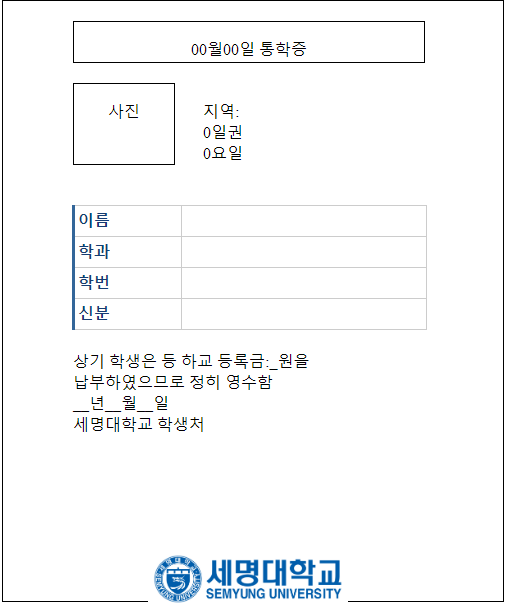 00월00일 통학증
사진
지역:
0일권
0요일
이름
학과
학번
신분
상기 학생은 등 하교 등록금:_원을
납부하였으므로 정히 영수함
__년__월__일
세명대학교 학생처
세명대학교
SEMYUNG UNIVERSITY